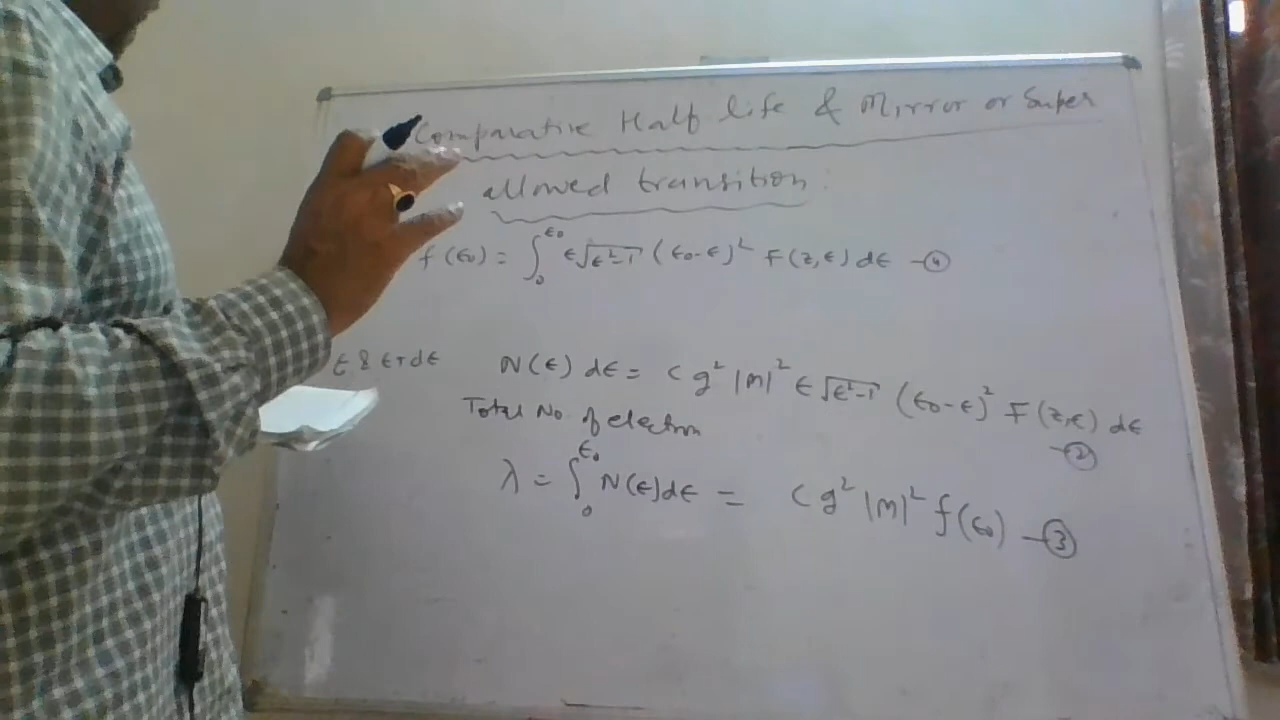 Comparative Half life & Mirror or Super
allowed transition:
f(ϵ₀) = ∫₀^ϵ₀ ϵ√ϵ²-1 (ϵ₀-ϵ)² F(z,ϵ) dϵ -①
ϵ & ϵ+dϵ N(ϵ) dϵ = C g² |M|² ϵ√ϵ²-1 (ϵ₀-ϵ)² F(z,ϵ) dϵ
-②
Total No. of electron
λ = ∫₀^ϵ₀ N(ϵ)dϵ = C g² |M|² f(ϵ₀) -③